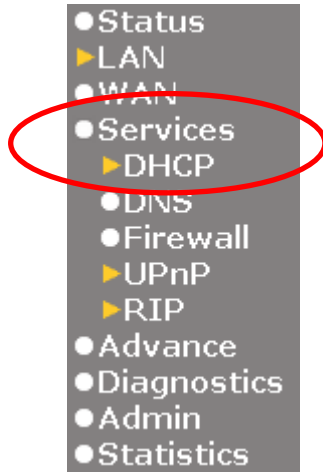 Status
LAN
WAN
Services
DHCP
DNS
Firewall
UPnP
RIP
Advance
Diagnostics
Admin
Statistics